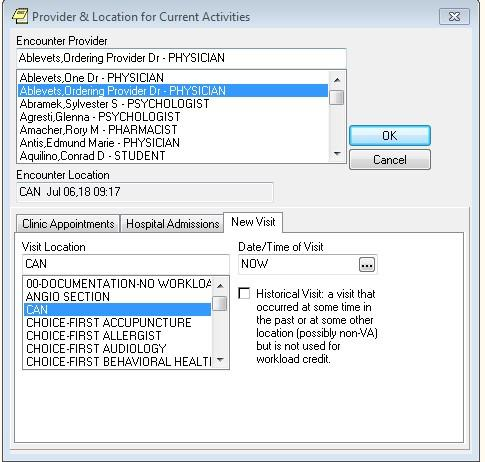 Provider & Location for Current Activities
Encounter Provider
Ablevets,Ordering Provider Dr - PHYSICIAN
Ablevets,One Dr - PHYSICIAN
Ablevets,Ordering Provider Dr - PHYSICIAN
Abramek,Sylvester S - PSYCHOLOGIST
Agresti,Glenna - PSYCHOLOGIST
Amacher,Rory M - PHARMACIST
Antis,Edmund Marie - PHYSICIAN
Aquilino,Conrad D - STUDENT
OK
Cancel
Encounter Location
CAN Jul 06,18 09:17
Clinic Appointments
Hospital Admissions
New Visit
Visit Location
CAN
00-DOCUMENTATION-NO WORKLOA
ANGIO SECTION
CAN
CHOICE-FIRST ACCUPUNCTURE
CHOICE-FIRST ALLERGIST
CHOICE-FIRST AUDIOLOGY
CHOICE-FIRST BEHAVIORAL HEALTI
Date/Time of Visit
NOW
...
Historical Visit: a visit that
occurred at some time in
the past or at some other
location (possibly non-VA)
but is not used for
workload credit.